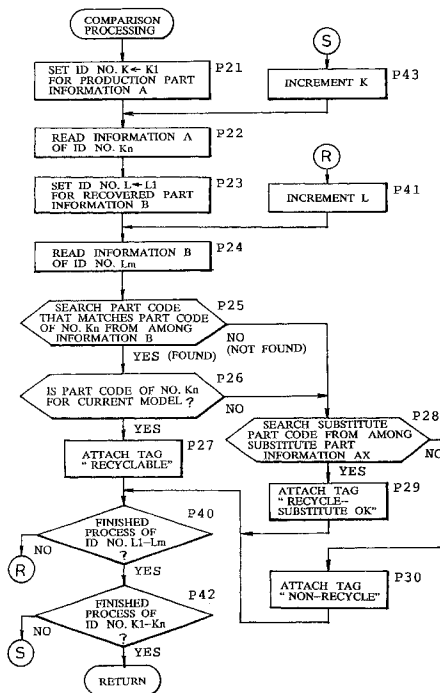 COMPARISON
PROCESSING
P21
SET ID NO. K ← K1
FOR PRODUCTION PART
INFORMATION A
S
P43
INCREMENT K
P22
READ INFORMATION A
OF ID NO. Kn
P23
SET ID NO. L ← L1
FOR RECOVERED PART
INFORMATION B
R
P41
INCREMENT L
P24
READ INFORMATION B
OF ID NO. Lm
P25
SEARCH PART CODE
THAT MATCHES PART CODE
OF NO. Kn FROM AMONG
INFORMATION B
NO
(NOT FOUND)
YES (FOUND)
P26
IS PART CODE OF NO. Kn
FOR CURRENT MODEL ?
NO
YES
P27
ATTACH TAG
“ RECYCLABLE”
P28
SEARCH SUBSTITUTE
PART CODE FROM AMONG
SUBSTITUTE PART
INFORMATION AX
NO
YES
P29
ATTACH TAG
“ RECYCLE–
SUBSTITUTE OK”
P40
FINISHED
PROCESS OF
ID NO. L1–Lm
?
NO
R
YES
P30
ATTACH TAG
“ NON-RECYCLE”
P42
FINISHED
PROCESS OF
ID NO. K1–Kn
?
NO
S
YES
RETURN